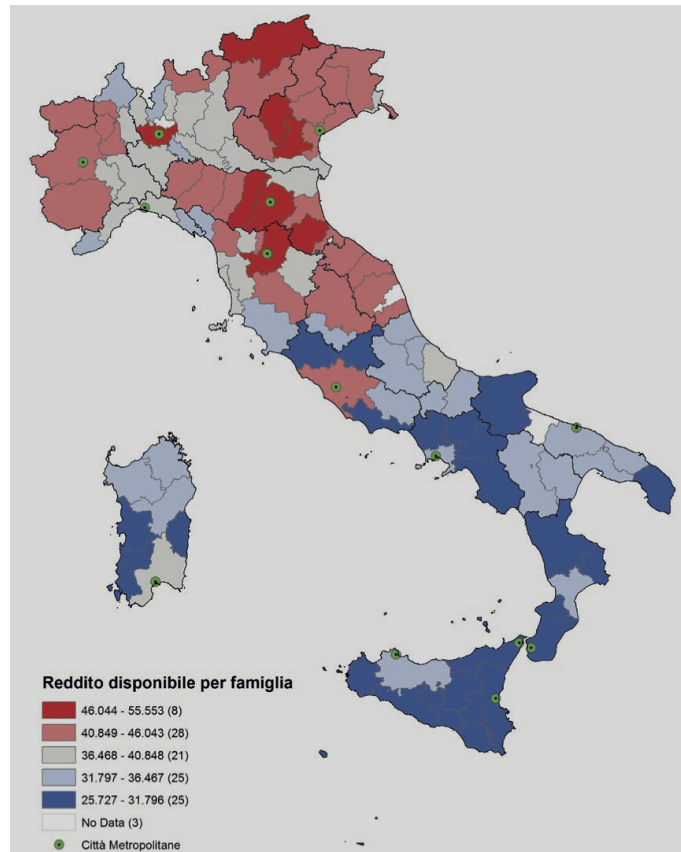 Reddito disponibile per famiglia
46.044 - 55.553 (8)
40.849 - 46.043 (28)
36.468 - 40.848 (21)
31.797 - 36.467 (25)
25.727 - 31.796 (25)
No Data (3)
Città Metropolitane